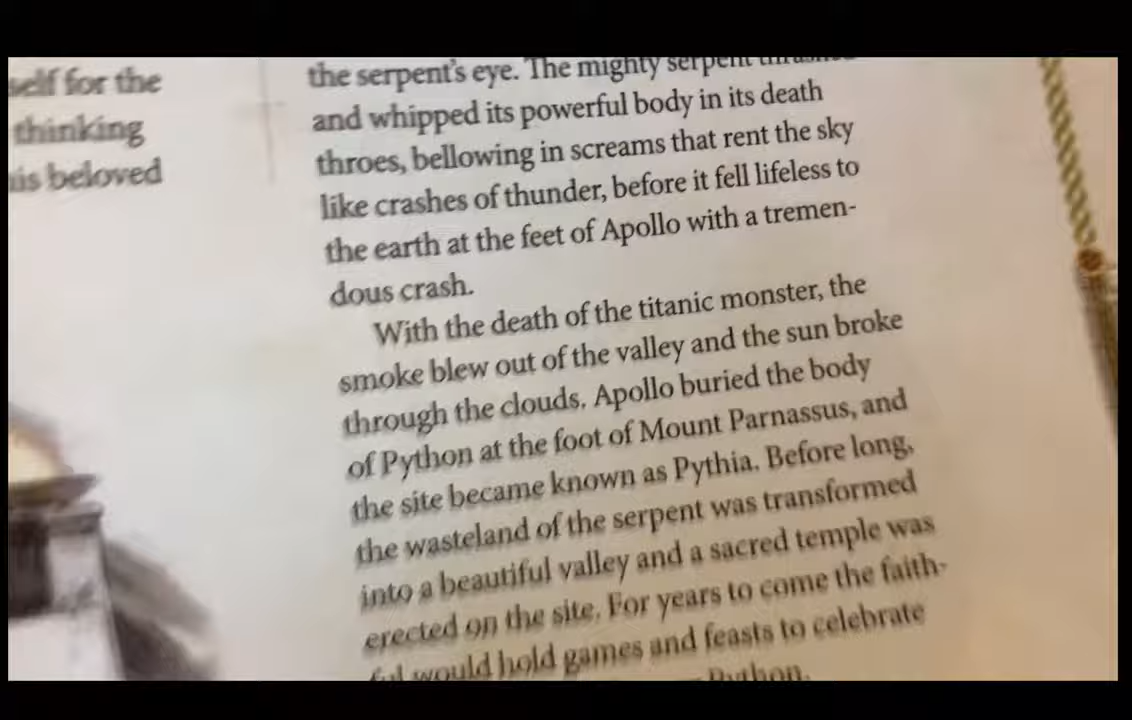 self for the
thinking
is beloved
the serpent's eye. The mighty serpent
and whipped its powerful body in its death
throes, bellowing in screams that rent the sky
like crashes of thunder, before it fell lifeless to
the earth at the feet of Apollo with a tremen-
dous crash.
With the death of the titanic monster, the
smoke blew out of the valley and the sun broke
through the clouds. Apollo buried the body
of Python at the foot of Mount Parnassus, and
the site became known as Pythia. Before long,
the wasteland of the serpent was transformed
into a beautiful valley and a sacred temple was
erected on the site. For years to come the faith-
ful would hold games and feasts to celebrate
Python.